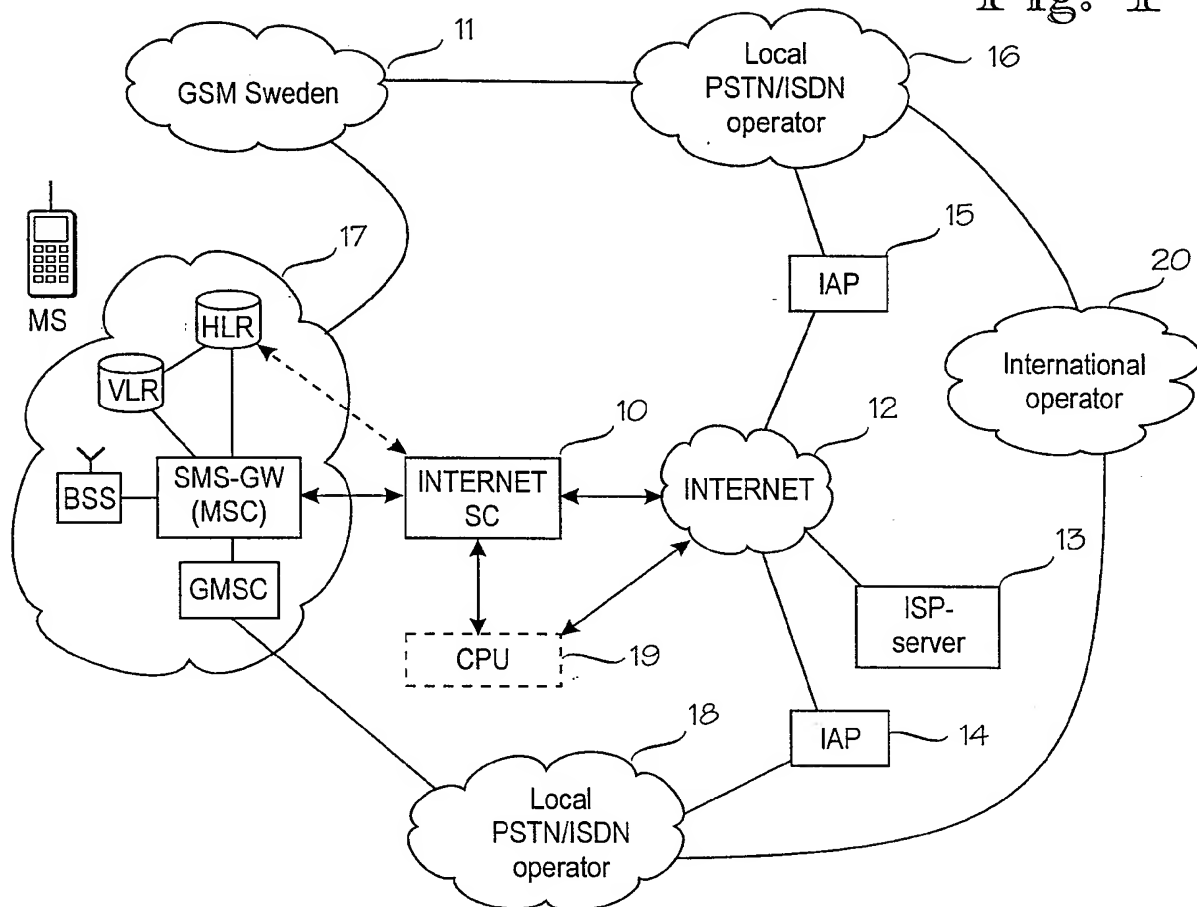 Fig. 1
11
GSM Sweden
Local
PSTN/ISDN
operator
16
MS
17
HLR
VLR
BSS
SMS-GW
(MSC)
GMSC
15
IAP
20
International
operator
10
INTERNET
SC
12
INTERNET
13
ISP-
server
CPU
19
IAP
14
18
Local
PSTN/ISDN
operator